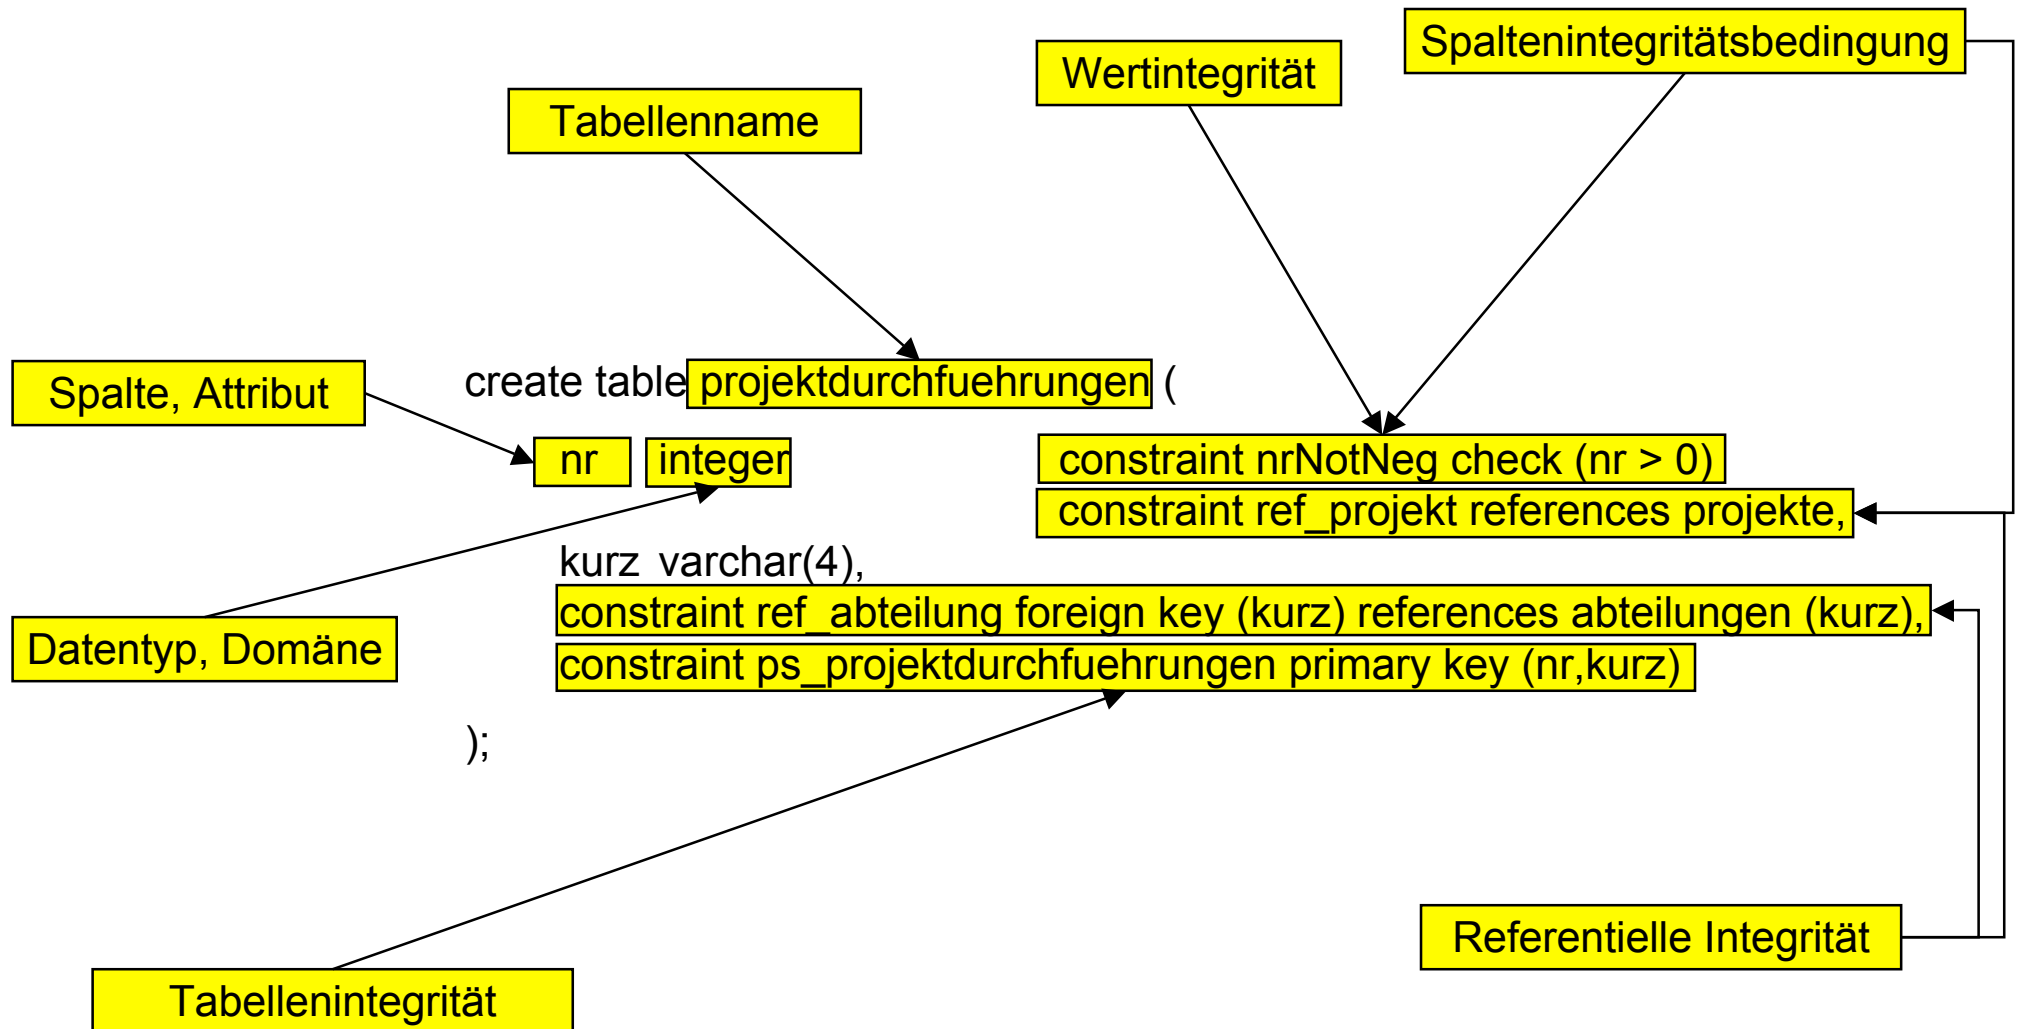 Spaltenintegritätsbedingung
Wertintegrität
Tabellenname
Spalte, Attribut
create table projektdurchfuehrungen (
nr integer constraint nrNotNeg check (nr > 0)
constraint ref_projekt references projekte,
kurz varchar(4),
constraint ref_abteilung foreign key (kurz) references abteilungen (kurz),
Datentyp, Domäne
constraint ps_projektdurchfuehrungen primary key (nr,kurz)
);
Referentielle Integrität
Tabellenintegrität